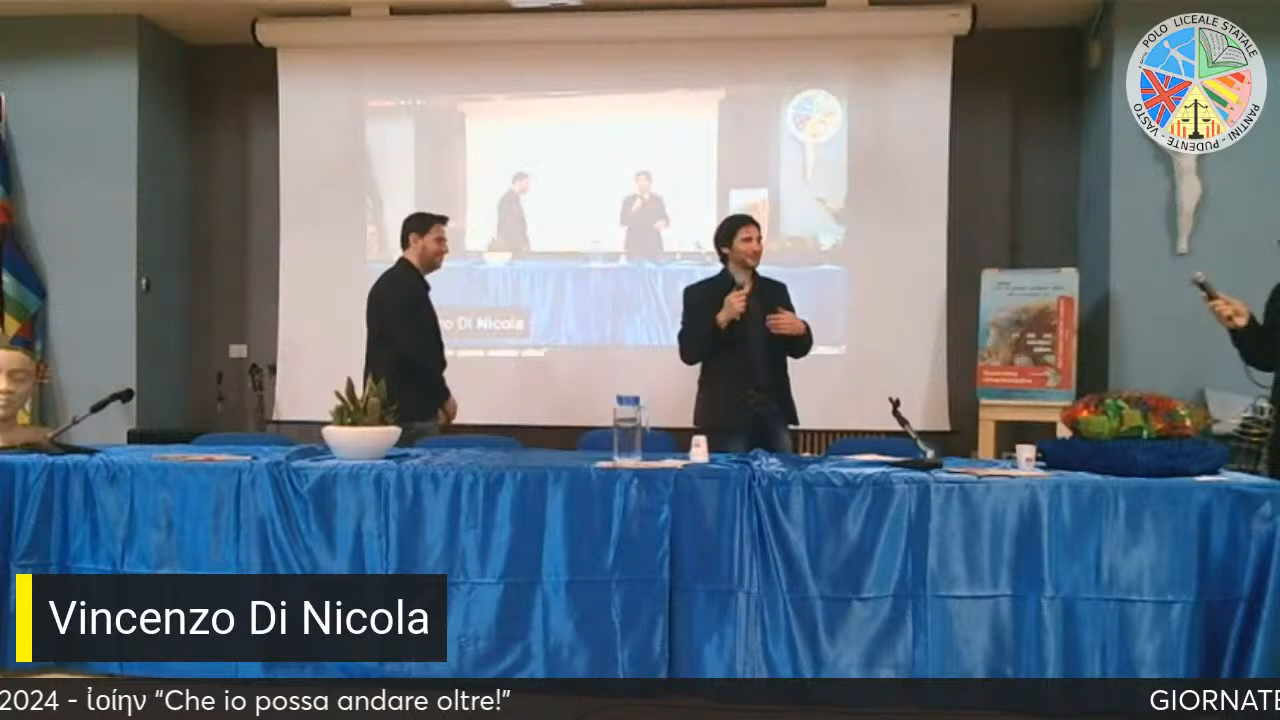 POLO LICEALE STATALE
PANTINI - PUDENTE - VASTO
Di Nicola
Vincenzo Di Nicola
2024 - ἰοίην “Che io possa andare oltre!”
GIORNATE